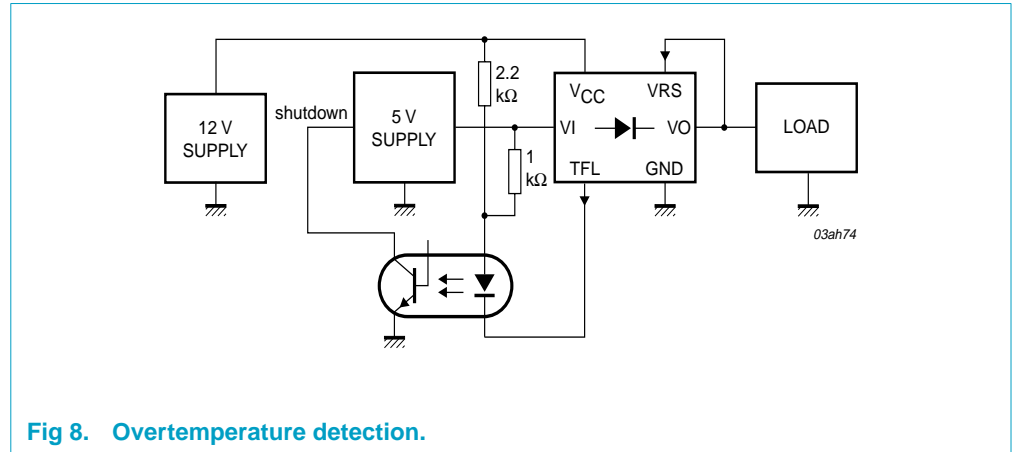 2.2
kΩ
VCC
VRS
shutdown
12 V
SUPPLY
5 V
SUPPLY
VI
VO
LOAD
1
kΩ
TFL
GND
03ah74
Fig 8. Overtemperature detection.